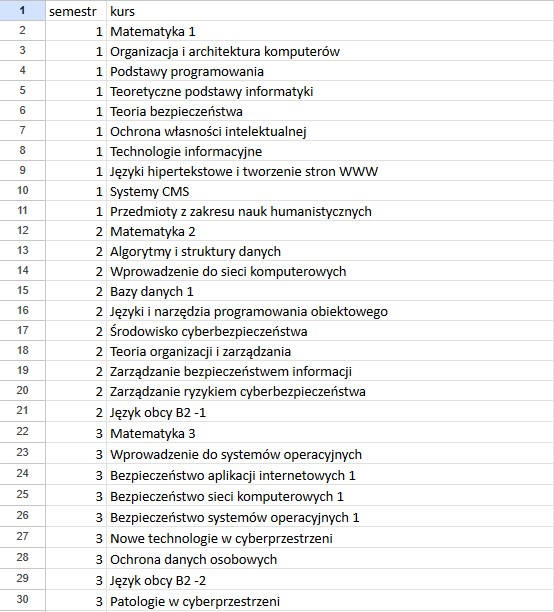 1 semestr kurs
2 1 Matematyka 1
3 1 Organizacja i architektura komputerów
4 1 Podstawy programowania
5 1 Teoretyczne podstawy informatyki
6 1 Teoria bezpieczeństwa
7 1 Ochrona własności intelektualnej
8 1 Technologie informacyjne
9 1 Języki hipertekstowe i tworzenie stron WWW
10 1 Systemy CMS
11 1 Przedmioty z zakresu nauk humanistycznych
12 2 Matematyka 2
13 2 Algorytmy i struktury danych
14 2 Wprowadzenie do sieci komputerowych
15 2 Bazy danych 1
16 2 Języki i narzędzia programowania obiektowego
17 2 Środowisko cyberbezpieczeństwa
18 2 Teoria organizacji i zarządzania
19 2 Zarządzanie bezpieczeństwem informacji
20 2 Zarządzanie ryzykiem cyberbezpieczeństwa
21 2 Język obcy B2 -1
22 3 Matematyka 3
23 3 Wprowadzenie do systemów operacyjnych
24 3 Bezpieczeństwo aplikacji internetowych 1
25 3 Bezpieczeństwo sieci komputerowych 1
26 3 Bezpieczeństwo systemów operacyjnych 1
27 3 Nowe technologie w cyberprzestrzeni
28 3 Ochrona danych osobowych
29 3 Język obcy B2 -2
30 3 Patologie w cyberprzestrzeni